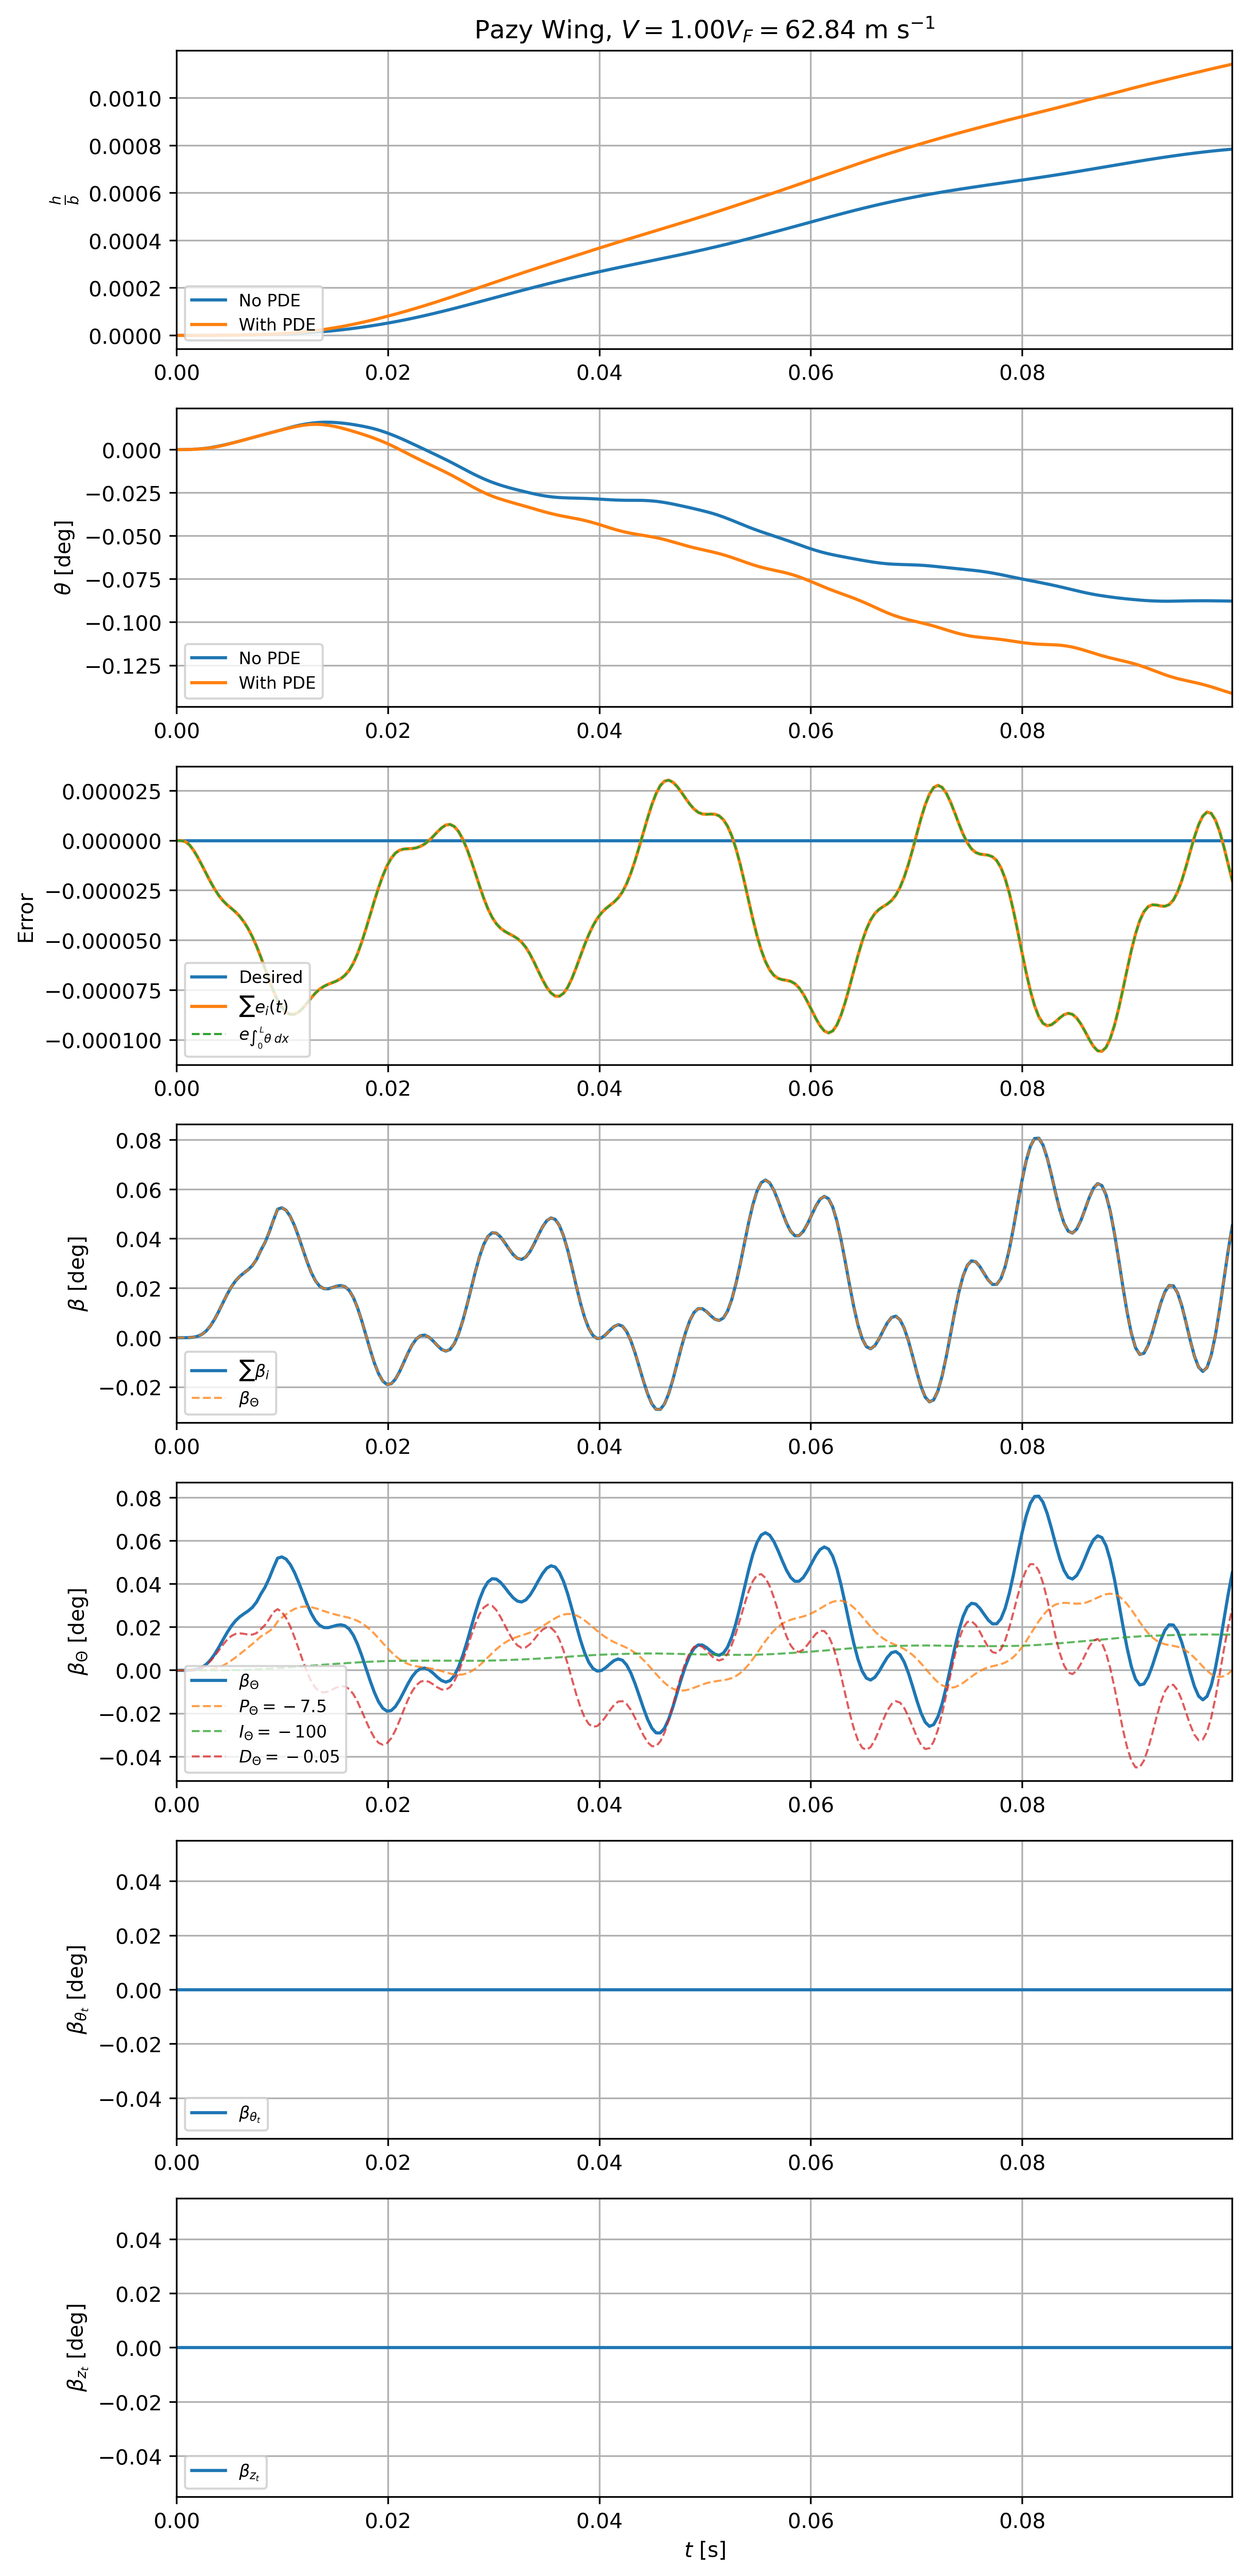 Pazy Wing, V = 1.00V_F = 62.84 m s⁻¹
h/b
0.0010
0.0008
0.0006
0.0004
0.0002
0.0000
No PDE
With PDE
0.00 0.02 0.04 0.06 0.08
θ [deg]
0.000
−0.025
−0.050
−0.075
−0.100
−0.125
No PDE
With PDE
0.00 0.02 0.04 0.06 0.08
Error
0.000025
0.000000
−0.000025
−0.000050
−0.000075
−0.000100
Desired
∑e_i(t)
e_{∫₀ᴸ θ dx}
0.00 0.02 0.04 0.06 0.08
β [deg]
0.08
0.06
0.04
0.02
0.00
−0.02
∑β_i
β_Θ
0.00 0.02 0.04 0.06 0.08
β_Θ [deg]
0.08
0.06
0.04
0.02
0.00
−0.02
−0.04
β_Θ
P_Θ = −7.5
I_Θ = −100
D_Θ = −0.05
0.00 0.02 0.04 0.06 0.08
β_{θ_t} [deg]
0.04
0.02
0.00
−0.02
−0.04
β_{θ_t}
0.00 0.02 0.04 0.06 0.08
β_{z_t} [deg]
0.04
0.02
0.00
−0.02
−0.04
β_{z_t}
0.00 0.02 0.04 0.06 0.08
t [s]